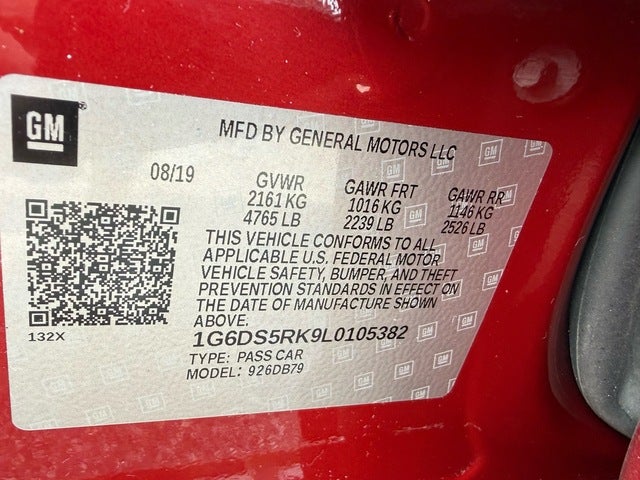 GM
MFD BY GENERAL MOTORS LLC
08/19
GVWR
2161 KG
4765 LB
GAWR FRT
1016 KG
2239 LB
GAWR RR
1146 KG
2526 LB
THIS VEHICLE CONFORMS TO ALL
APPLICABLE U.S. FEDERAL MOTOR
VEHICLE SAFETY, BUMPER, AND THEFT
PREVENTION STANDARDS IN EFFECT ON
THE DATE OF MANUFACTURE SHOWN
ABOVE.
132X
1G6DS5RK9L0105382
TYPE: PASS CAR
MODEL: 926DB79